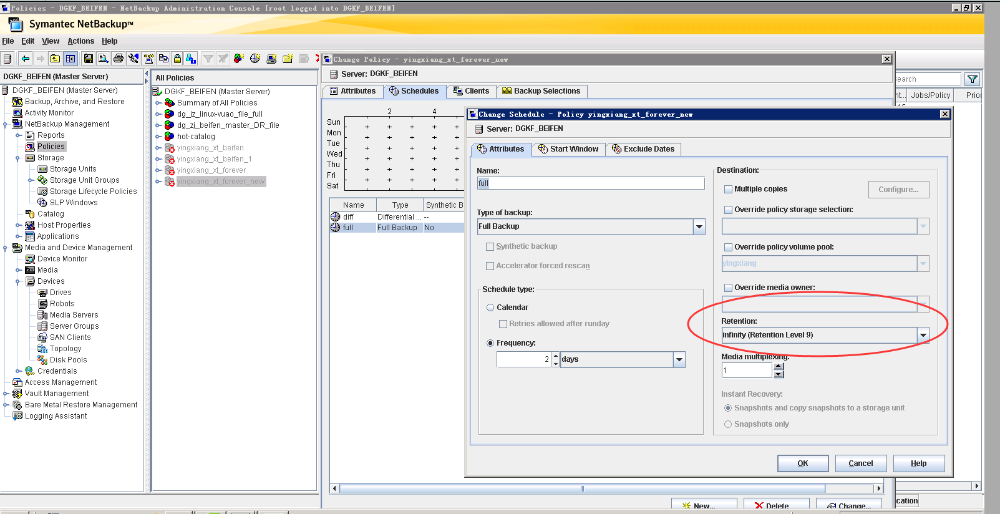 Policies - DGKF_BEIFEN - NetBackup Administration Console [root logged into DGKF_BEIFEN]
Symantec NetBackup™
File Edit View Actions Help
DGKF_BEIFEN (Master Server)
DGKF_BEIFEN (Master Server)
Backup, Archive, and Restore
Activity Monitor
NetBackup Management
Reports
Policies
Storage
Storage Units
Storage Unit Groups
Storage Lifecycle Policies
SLP Windows
Catalog
Host Properties
Applications
Media and Device Management
Device Monitor
Media
Devices
Drives
Robots
Media Servers
Server Groups
SAN Clients
Topology
Disk Pools
Credentials
Access Management
Vault Management
Bare Metal Restore Management
Logging Assistant
All Policies
DGKF_BEIFEN (Master Server)
Summary of All Policies
dg_jz_linux-vuao_file_full
dg_zj_beifen_master_DR_file
hot-catalog
yingxiang_xt_beifen
yingxiang_xt_beifen_1
yingxiang_xt_forever
yingxiang_xt_forever_new
Change Policy - yingxiang_xt_forever_new
Server: DGKF_BEIFEN
Attributes Schedules Clients Backup Selections
2 4
Sun
Mon
Tue
Wed
Thu
Fri
Sat
Name Type Synthetic B
diff Differential ... --
full Full Backup No
New... Delete Change...
earch
nt... Jobs/Policy Prior
cation
Change Schedule - Policy yingxiang_xt_forever_new
Server: DGKF_BEIFEN
Attributes Start Window Exclude Dates
Name:
full
Type of backup:
Full Backup
Synthetic backup
Accelerator forced rescan
Schedule type:
Calendar
Retries allowed after runday
Frequency:
2 days
Destination:
Multiple copies Configure...
Override policy storage selection:
Override policy volume pool:
yingxiang
Override media owner:
Retention:
infinity (Retention Level 9)
Media multiplexing:
1
Instant Recovery:
Snapshots and copy snapshots to a storage unit
Snapshots only
OK Cancel Help